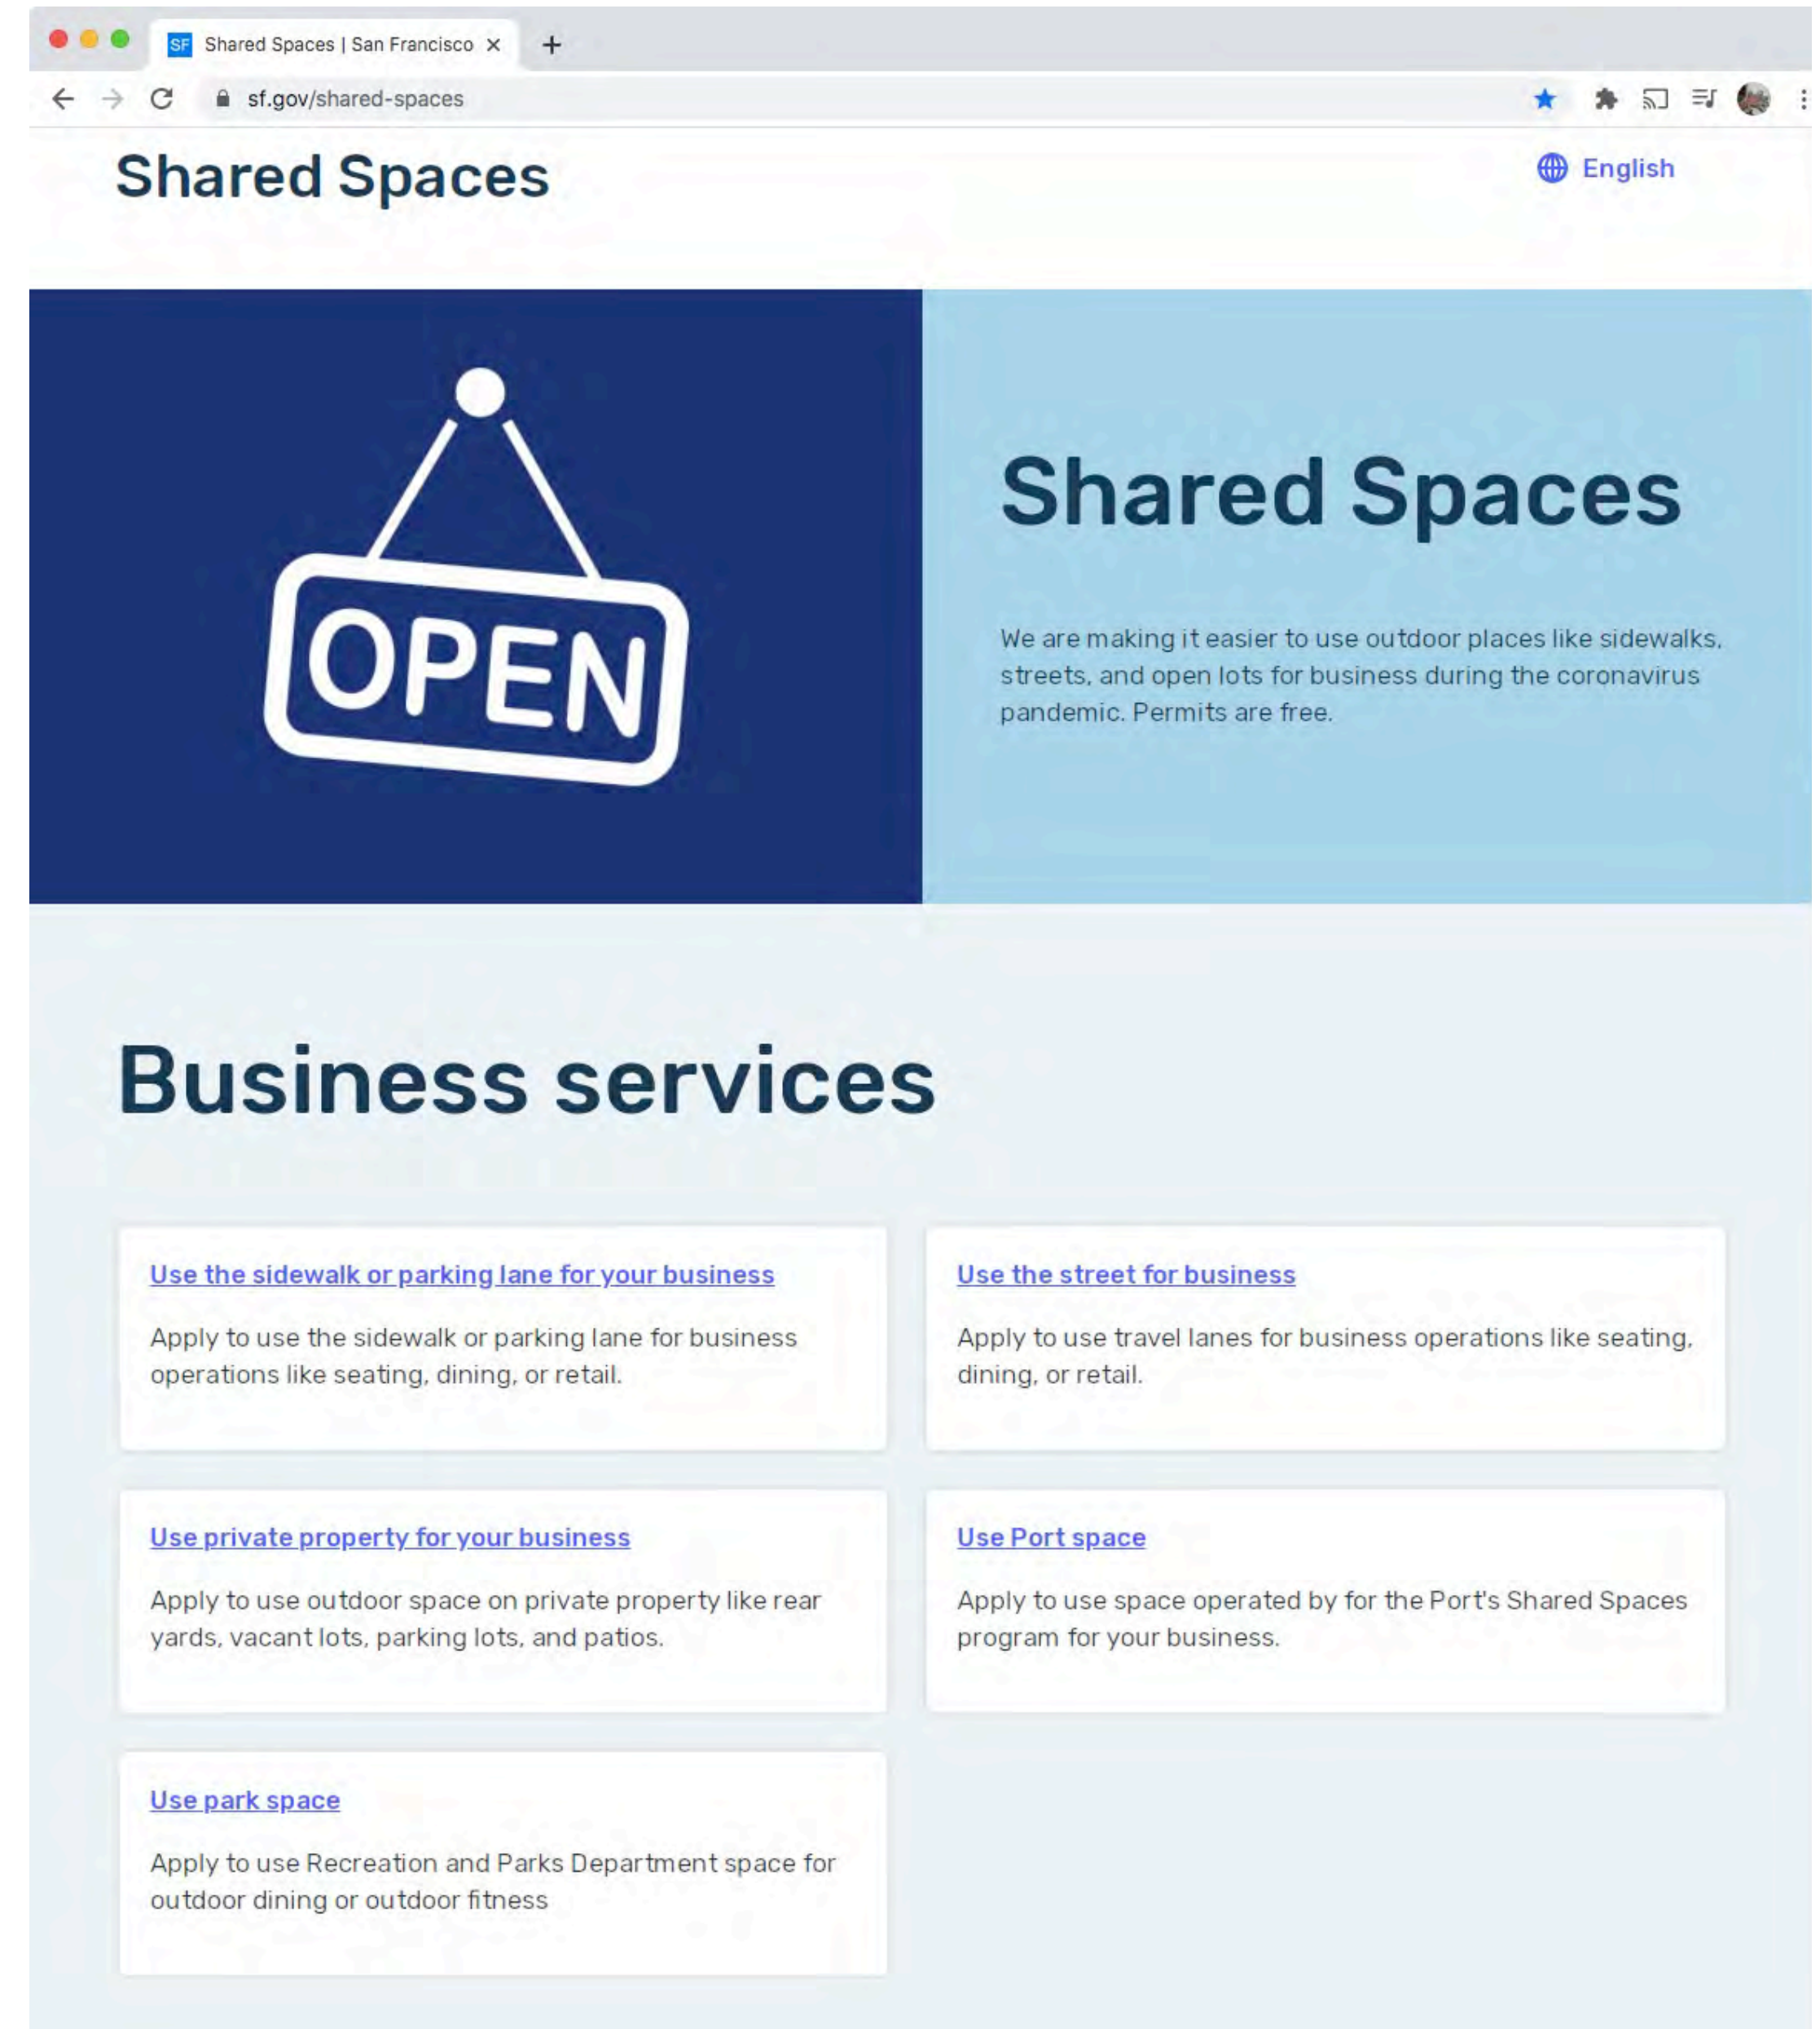 SF Shared Spaces | San Francisco
sf.gov/shared-spaces
Shared Spaces
English
OPEN
Shared Spaces
We are making it easier to use outdoor places like sidewalks,
streets, and open lots for business during the coronavirus
pandemic. Permits are free.
Business services
Use the sidewalk or parking lane for your business
Apply to use the sidewalk or parking lane for business
operations like seating, dining, or retail.
Use the street for business
Apply to use travel lanes for business operations like seating,
dining, or retail.
Use private property for your business
Apply to use outdoor space on private property like rear
yards, vacant lots, parking lots, and patios.
Use Port space
Apply to use space operated by for the Port's Shared Spaces
program for your business.
Use park space
Apply to use Recreation and Parks Department space for
outdoor dining or outdoor fitness